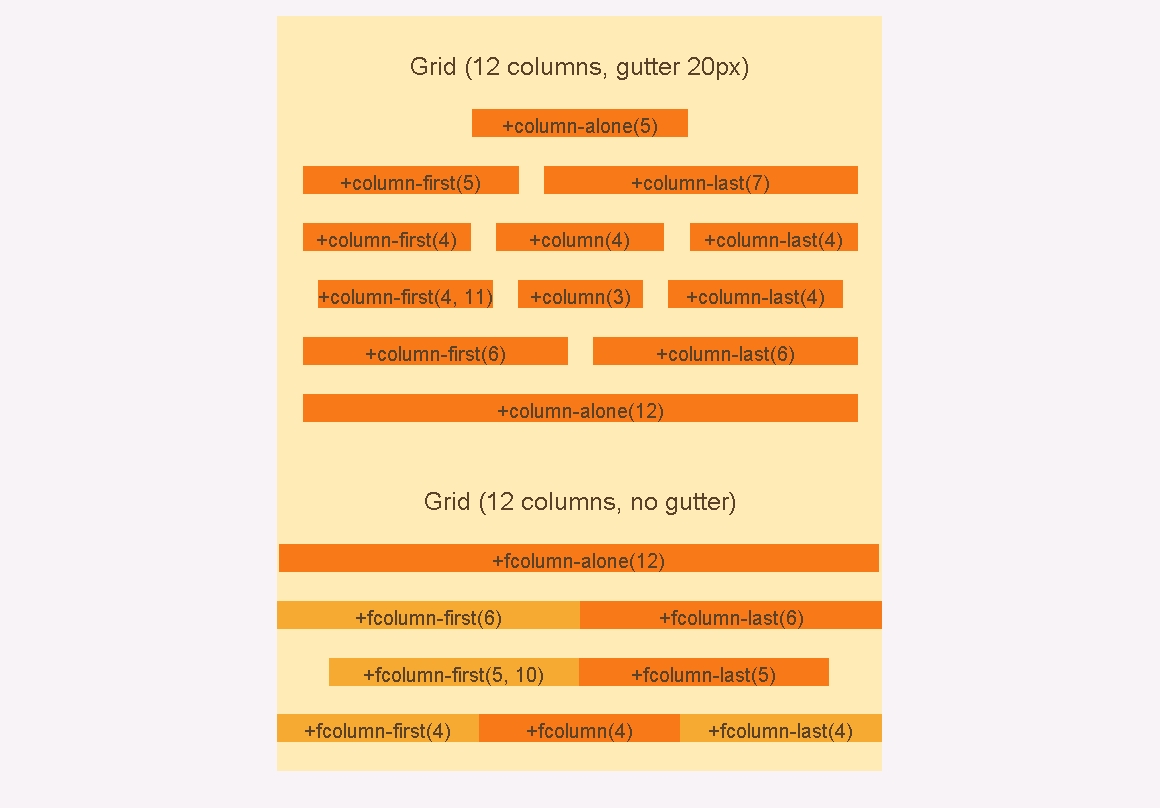 Grid (12 columns, gutter 20px)
+column-alone(5)
+column-first(5) +column-last(7)
+column-first(4) +column(4) +column-last(4)
+column-first(4, 11) +column(3) +column-last(4)
+column-first(6) +column-last(6)
+column-alone(12)
Grid (12 columns, no gutter)
+fcolumn-alone(12)
+fcolumn-first(6) +fcolumn-last(6)
+fcolumn-first(5, 10) +fcolumn-last(5)
+fcolumn-first(4) +fcolumn(4) +fcolumn-last(4)